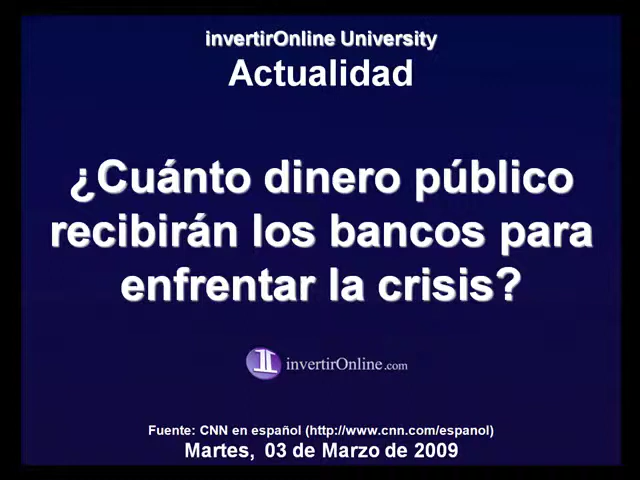 invertirOnline University
Actualidad
¿Cuánto dinero público
recibirán los bancos para
enfrentar la crisis?
invertirOnline.com
Fuente: CNN en español (http://www.cnn.com/espanol)
Martes, 03 de Marzo de 2009